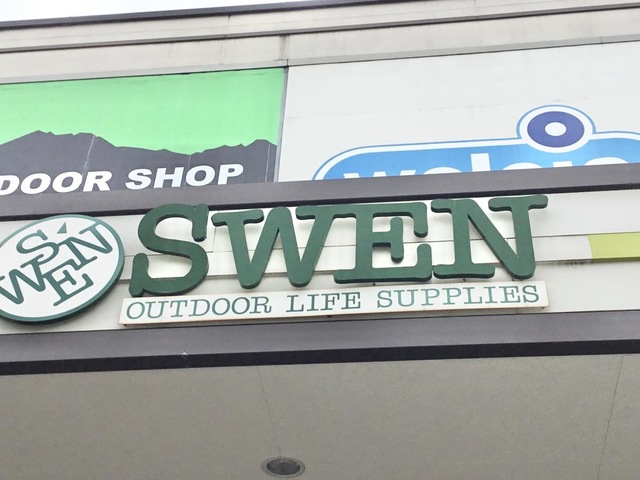 DOOR SHOP
SWEN
SWEN
OUTDOOR LIFE SUPPLIES